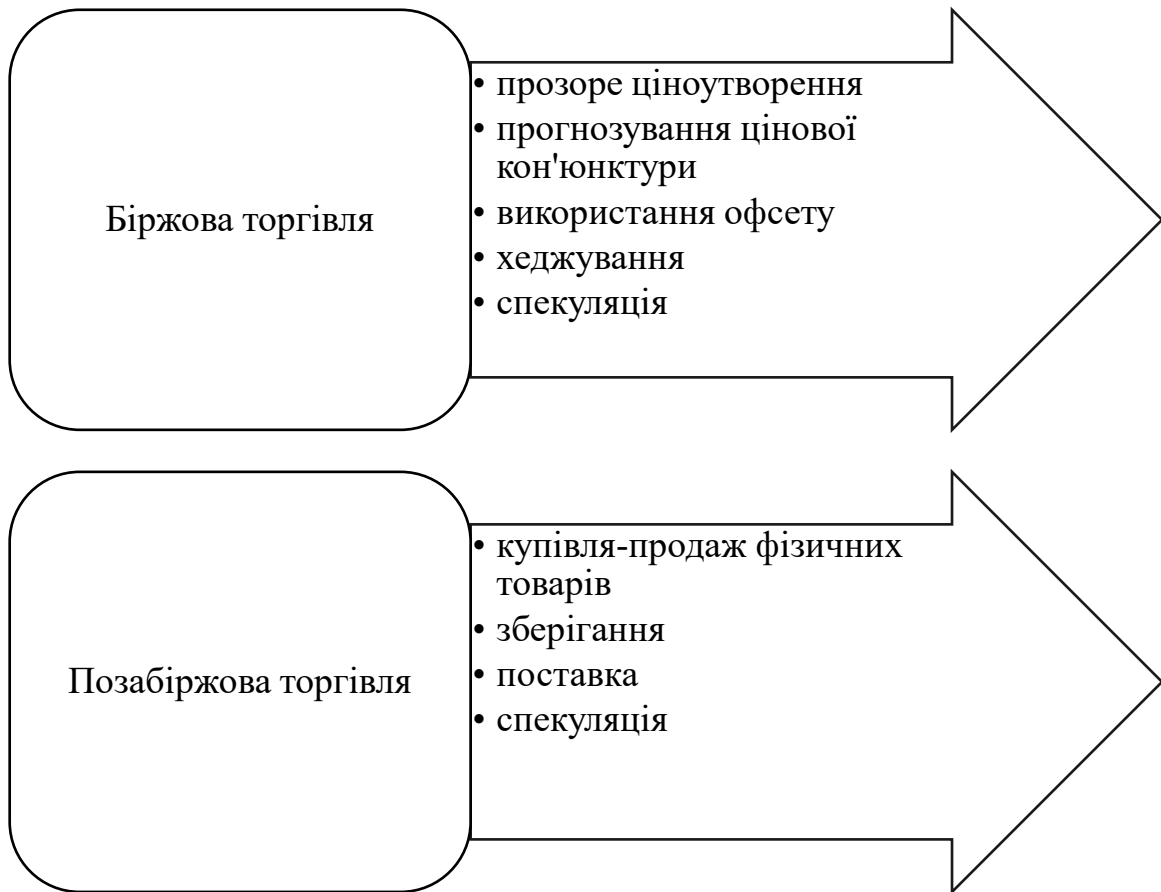 Біржова торгівля
• прозоре ціноутворення
• прогнозування цінової
кон'юнктури
• використання офсету
• хеджування
• спекуляція
Позабіржова торгівля
• купівля-продаж фізичних
товарів
• зберігання
• поставка
• спекуляція